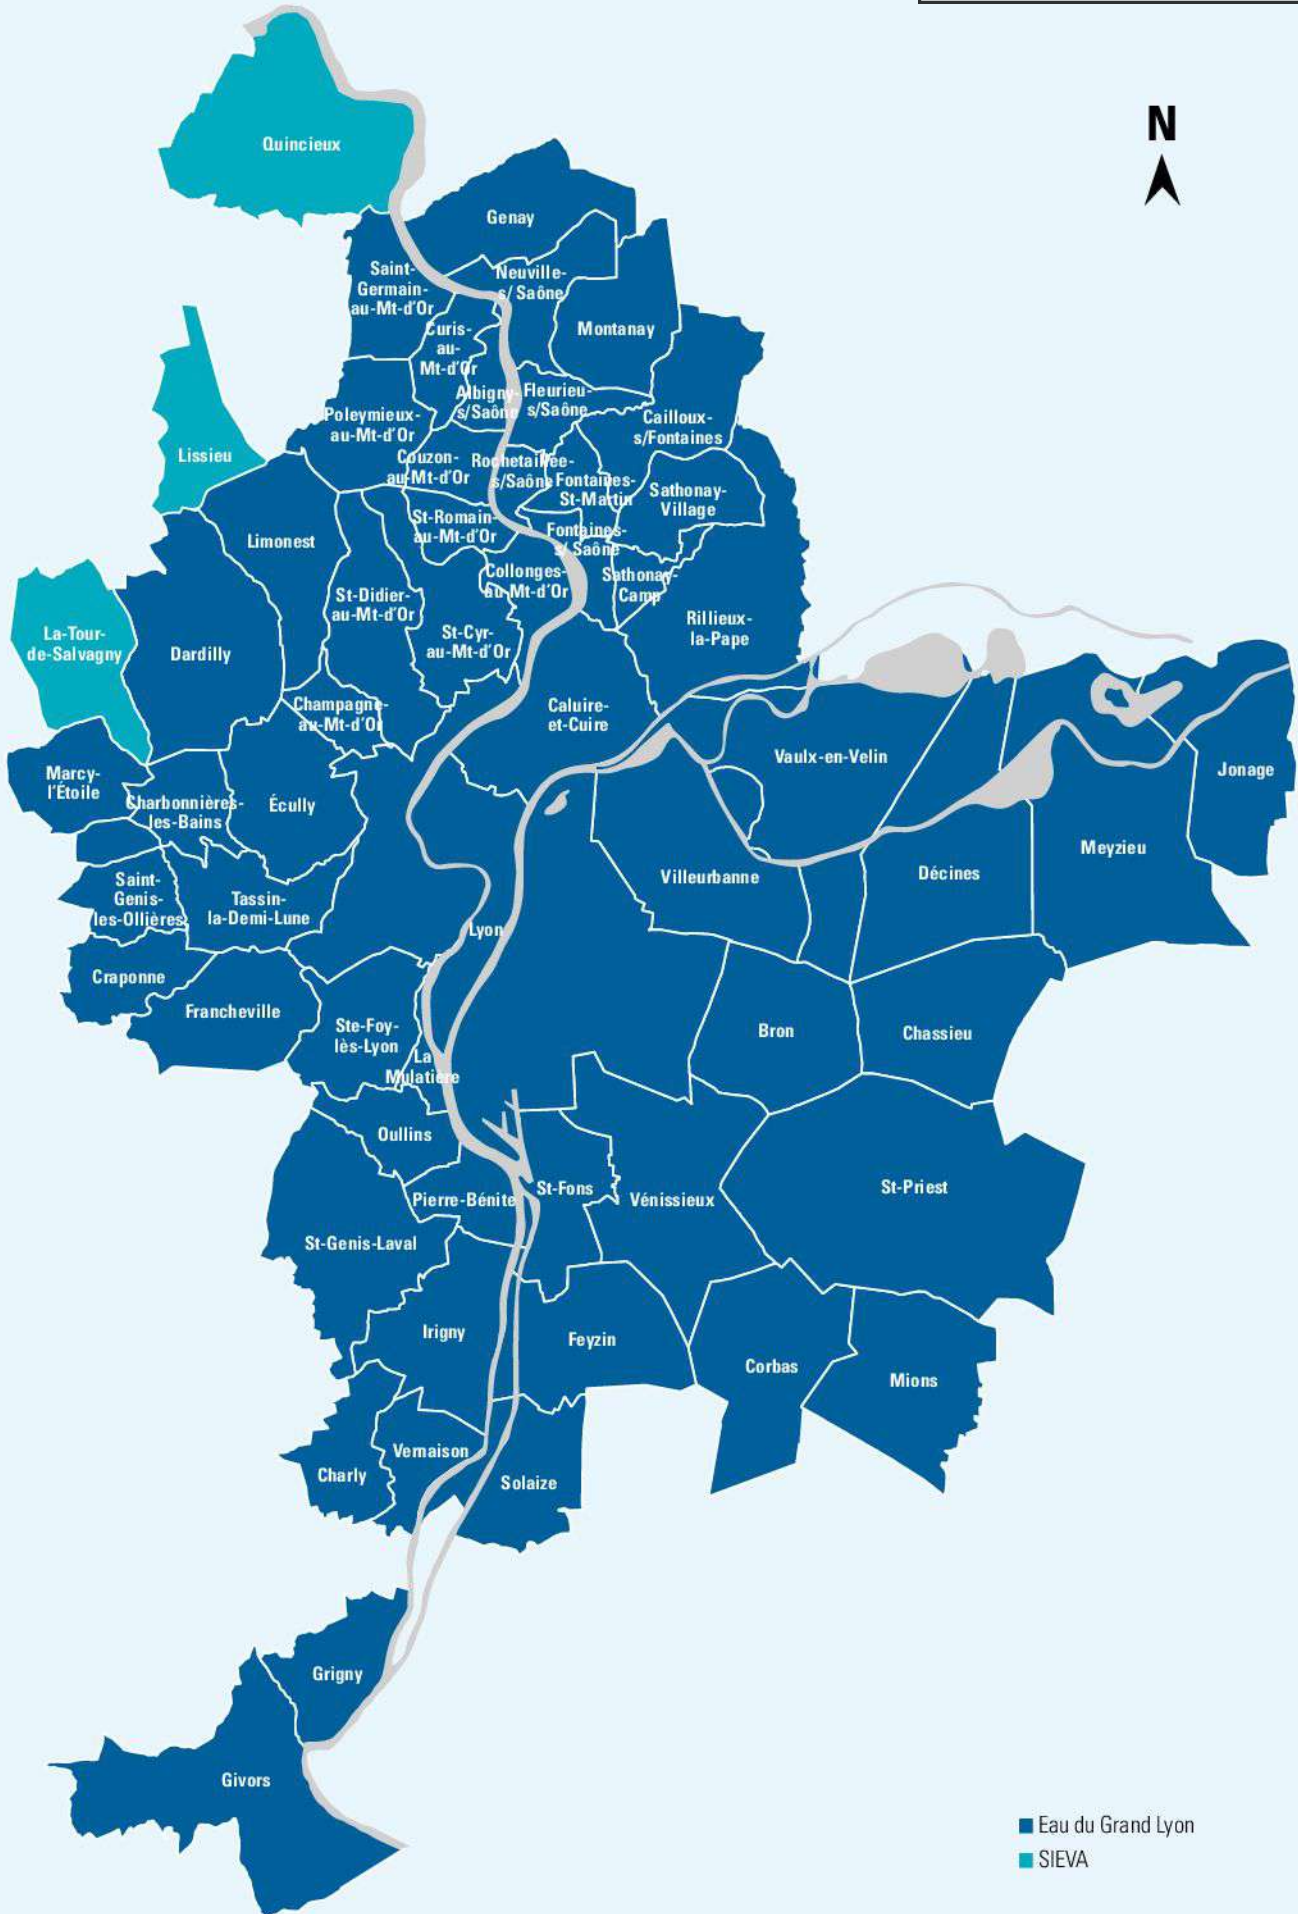 N
Quincieux
Genay
Saint-
Germain-
au-Mt-d'Or
Neuville-
s/ Saône
Montanay
Curis-
au-
Mt-d'Or
Albigny-
s/Saône
Fleurieu-
s/Saône
Cailloux-
s/Fontaines
Poleymieux-
au-Mt-d'Or
Lissieu
Couzon-
au-Mt-d'Or
Rochetaillée-
s/Saône
Fontaines-
St-Martin
Sathonay-
Village
Limonest
St-Romain-
au-Mt-d'Or
Fontaines-
s/ Saône
Collonges-
au-Mt-d'Or
Sathonay-
Camp
St-Didier-
au-Mt-d'Or
Rillieux-
la-Pape
La-Tour-
de-Salvagny
Dardilly
St-Cyr-
au-Mt-d'Or
Champagne-
au-Mt-d'Or
Caluire-
et-Cuire
Vaulx-en-Velin
Jonage
Marcy-
l'Étoile
Charbonnières-
les-Bains
Écully
Meyzieu
Villeurbanne
Décines
Saint-
Genis-
les-Ollières
Tassin-
la-Demi-Lune
Lyon
Craponne
Francheville
Ste-Foy-
lès-Lyon
La
Mulatière
Bron
Chassieu
Oullins
Pierre-Bénite
St-Fons
Vénissieux
St-Priest
St-Genis-Laval
Irigny
Feyzin
Corbas
Mions
Vernaison
Charly
Solaize
Grigny
Givors
Eau du Grand Lyon
SIEVA